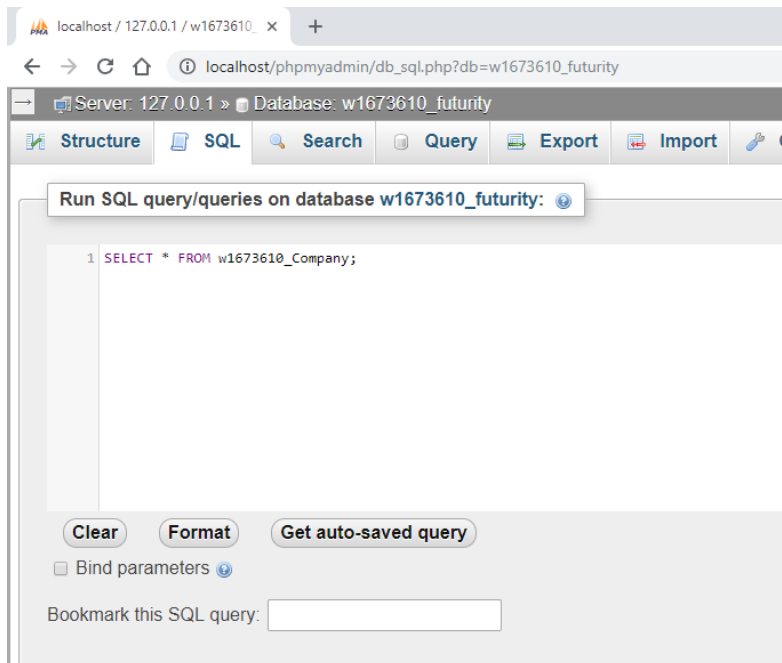 localhost / 127.0.0.1 / w1673610_
localhost/phpmyadmin/db_sql.php?db=w1673610_futurity
Server: 127.0.0.1 » Database: w1673610_futurity
Structure SQL Search Query Export Import
Run SQL query/queries on database w1673610_futurity:
1 SELECT * FROM w1673610_Company;
Clear Format Get auto-saved query
Bind parameters
Bookmark this SQL query: